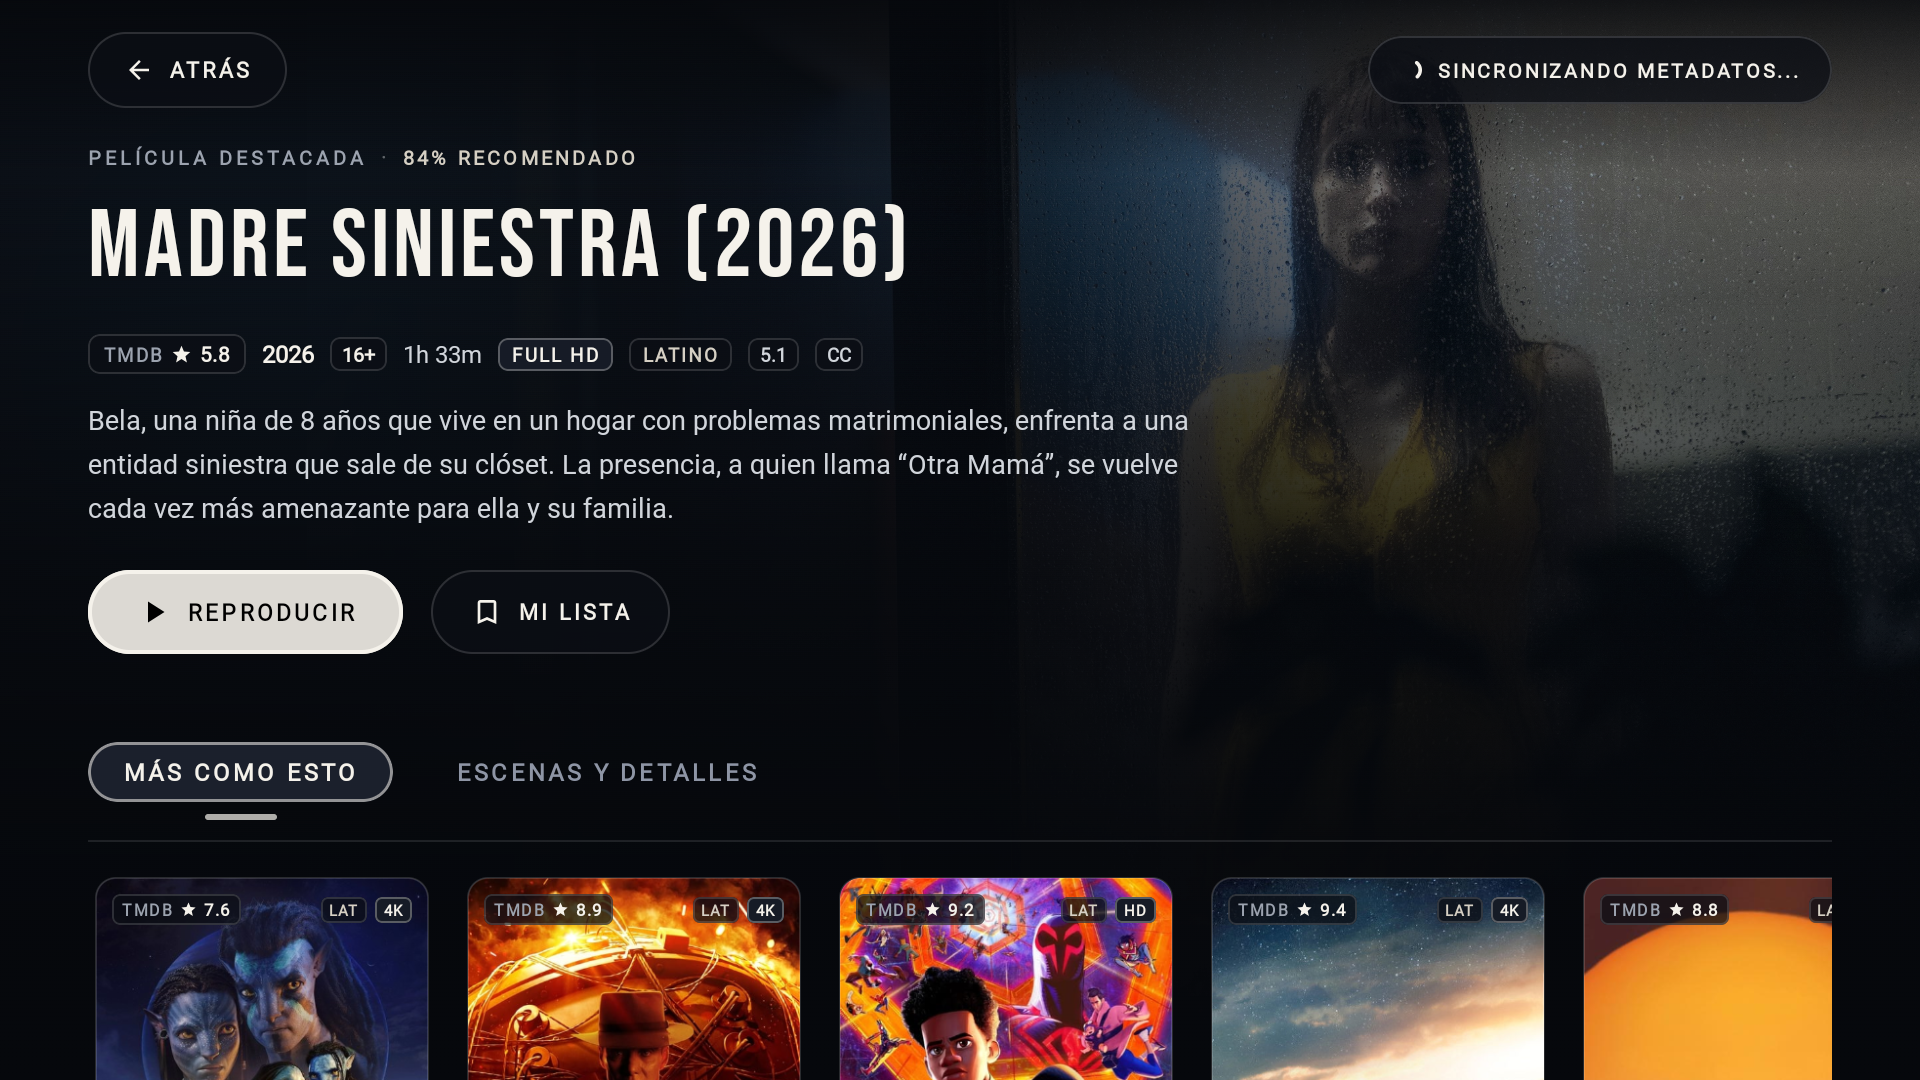 ATRÁS
SINCRONIZANDO METADATOS...
PELÍCULA DESTACADA · 84% RECOMENDADO
MADRE SINIESTRA (2026)
TMDB ★ 5.8 2026 16+ 1h 33m FULL HD LATINO 5.1 CC
Bela, una niña de 8 años que vive en un hogar con problemas matrimoniales, enfrenta a una
entidad siniestra que sale de su clóset. La presencia, a quien llama “Otra Mamá”, se vuelve
cada vez más amenazante para ella y su familia.
REPRODUCIR MI LISTA
MÁS COMO ESTO ESCENAS Y DETALLES
TMDB ★ 7.6 LAT 4K
TMDB ★ 8.9 LAT 4K
TMDB ★ 9.2 LAT HD
TMDB ★ 9.4 LAT 4K
TMDB ★ 8.8